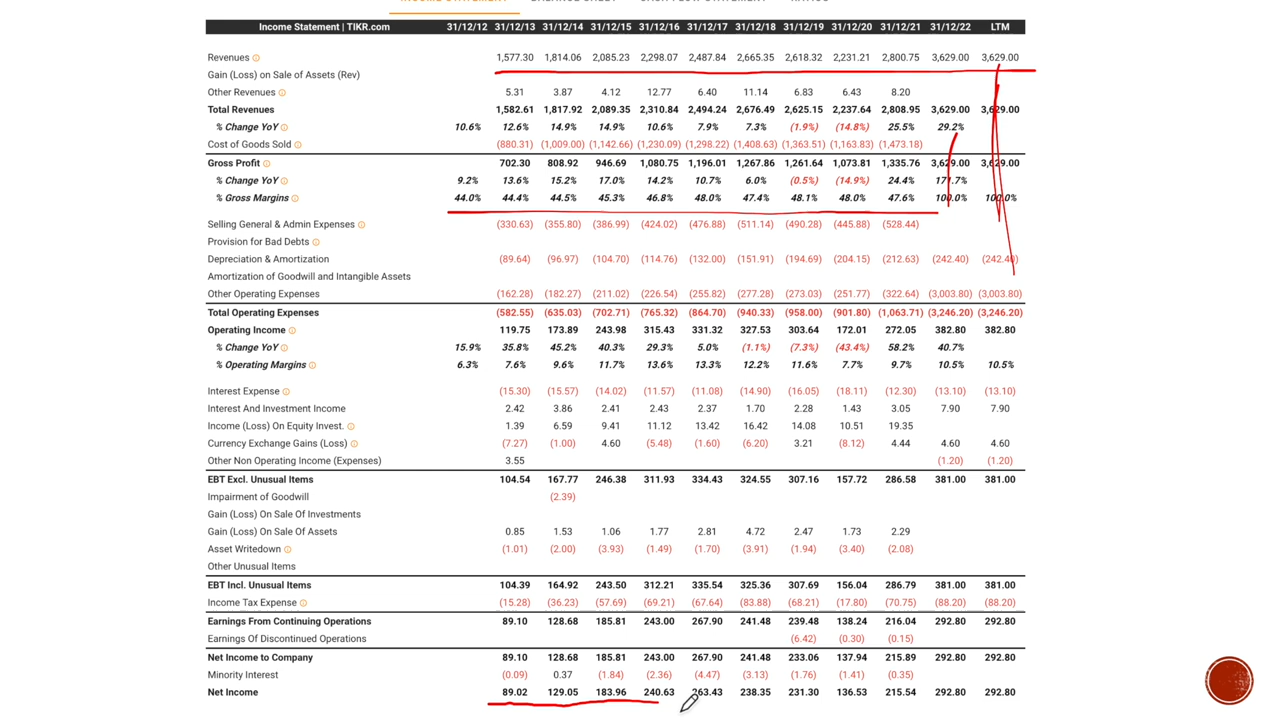 INCOME STATEMENT BALANCE SHEET CASH FLOW STATEMENT RATIOS
Income Statement | TIKR.com 31/12/12 31/12/13 31/12/14 31/12/15 31/12/16 31/12/17 31/12/18 31/12/19 31/12/20 31/12/21 31/12/22 LTM
Revenues 1,577.30 1,814.06 2,085.23 2,298.07 2,487.84 2,665.35 2,618.32 2,231.21 2,800.75 3,629.00 3,629.00
Gain (Loss) on Sale of Assets (Rev)
Other Revenues 5.31 3.87 4.12 12.77 6.40 11.14 6.83 6.43 8.20
Total Revenues 1,582.61 1,817.92 2,089.35 2,310.84 2,494.24 2,676.49 2,625.15 2,237.64 2,808.95 3,629.00 3,629.00
% Change YoY 10.6% 12.6% 14.9% 14.9% 10.6% 7.9% 7.3% (1.9%) (14.8%) 25.5% 29.2%
Cost of Goods Sold (880.31) (1,009.00) (1,142.66) (1,230.09) (1,298.22) (1,408.63) (1,363.51) (1,163.83) (1,473.18)
Gross Profit 702.30 808.92 946.69 1,080.75 1,196.01 1,267.86 1,261.64 1,073.81 1,335.76 3,629.00 3,629.00
% Change YoY 9.2% 13.6% 15.2% 17.0% 14.2% 10.7% 6.0% (0.5%) (14.9%) 24.4% 171.7%
% Gross Margins 44.0% 44.4% 44.5% 45.3% 46.8% 48.0% 47.4% 48.1% 48.0% 47.6% 100.0% 100.0%
Selling General & Admin Expenses (330.63) (355.80) (386.99) (424.02) (476.88) (511.14) (490.28) (445.88) (528.44)
Provision for Bad Debts
Depreciation & Amortization (89.64) (96.97) (104.70) (114.76) (132.00) (151.91) (194.69) (204.15) (212.63) (242.40) (242.40)
Amortization of Goodwill and Intangible Assets
Other Operating Expenses (162.28) (182.27) (211.02) (226.54) (255.82) (277.28) (273.03) (251.77) (322.64) (3,003.80) (3,003.80)
Total Operating Expenses (582.55) (635.03) (702.71) (765.32) (864.70) (940.33) (958.00) (901.80) (1,063.71) (3,246.20) (3,246.20)
Operating Income 119.75 173.89 243.98 315.43 331.32 327.53 303.64 172.01 272.05 382.80 382.80
% Change YoY 15.9% 35.8% 45.2% 40.3% 29.3% 5.0% (1.1%) (7.3%) (43.4%) 58.2% 40.7%
% Operating Margins 6.3% 7.6% 9.6% 11.7% 13.6% 13.3% 12.2% 11.6% 7.7% 9.7% 10.5% 10.5%
Interest Expense (15.30) (15.57) (14.02) (11.57) (11.08) (14.90) (16.05) (18.11) (12.30) (13.10) (13.10)
Interest And Investment Income 2.42 3.86 2.41 2.43 2.37 1.70 2.28 1.43 3.05 7.90 7.90
Income (Loss) On Equity Invest. 1.39 6.59 9.41 11.12 13.42 16.42 14.08 10.51 19.35
Currency Exchange Gains (Loss) (7.27) (1.00) 4.60 (5.48) (1.60) (6.20) 3.21 (8.12) 4.44 4.60 4.60
Other Non Operating Income (Expenses) 3.55 (1.20) (1.20)
EBT Excl. Unusual Items 104.54 167.77 246.38 311.93 334.43 324.55 307.16 157.72 286.58 381.00 381.00
Impairment of Goodwill (2.39)
Gain (Loss) On Sale Of Investments
Gain (Loss) On Sale Of Assets 0.85 1.53 1.06 1.77 2.81 4.72 2.47 1.73 2.29
Asset Writedown (1.01) (2.00) (3.93) (1.49) (1.70) (3.91) (1.94) (3.40) (2.08)
Other Unusual Items
EBT Incl. Unusual Items 104.39 164.92 243.50 312.21 335.54 325.36 307.69 156.04 286.79 381.00 381.00
Income Tax Expense (15.28) (36.23) (57.69) (69.21) (67.64) (83.88) (68.21) (17.80) (70.75) (88.20) (88.20)
Earnings From Continuing Operations 89.10 128.68 185.81 243.00 267.90 241.48 239.48 138.24 216.04 292.80 292.80
Earnings Of Discontinued Operations (6.42) (0.30) (0.15)
Net Income to Company 89.10 128.68 185.81 243.00 267.90 241.48 233.06 137.94 215.89 292.80 292.80
Minority Interest (0.09) 0.37 (1.84) (2.36) (4.47) (3.13) (1.76) (1.41) (0.35)
Net Income 89.02 129.05 183.96 240.63 263.43 238.35 231.30 136.53 215.54 292.80 292.80